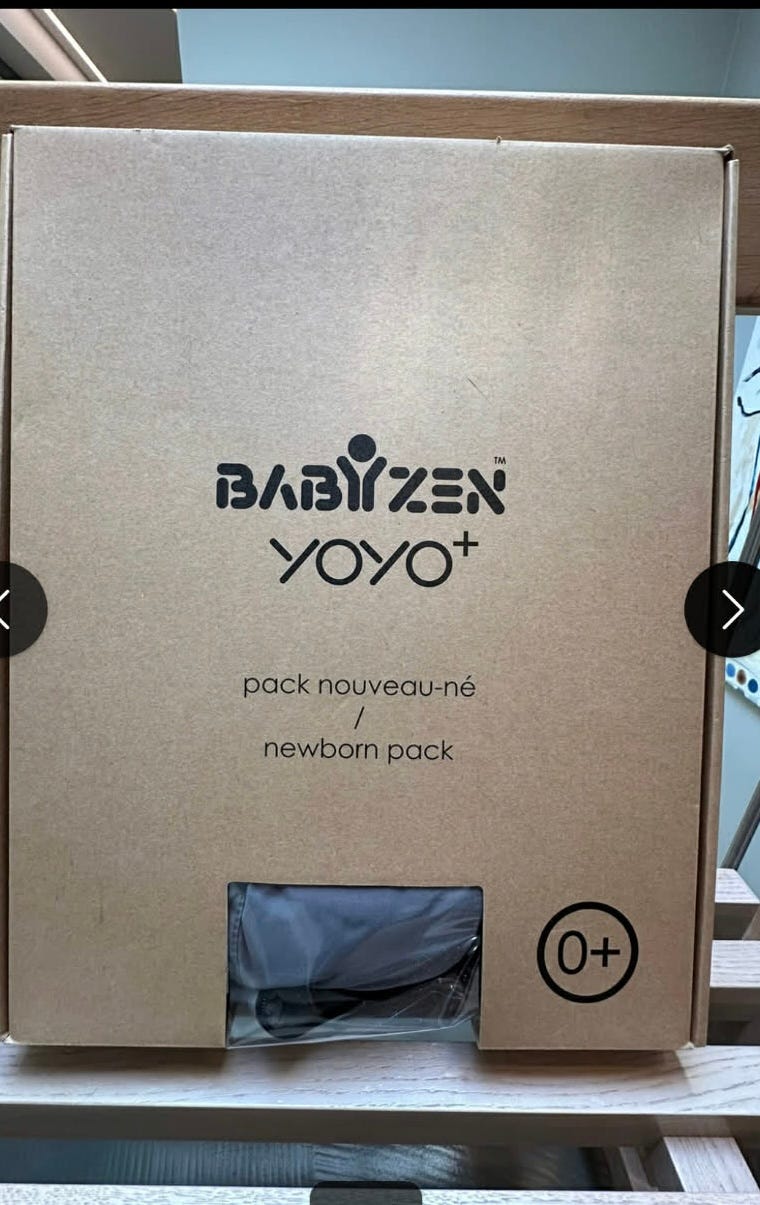 BABYZEN™
YOYO+
pack nouveau-né
/
newborn pack
0+